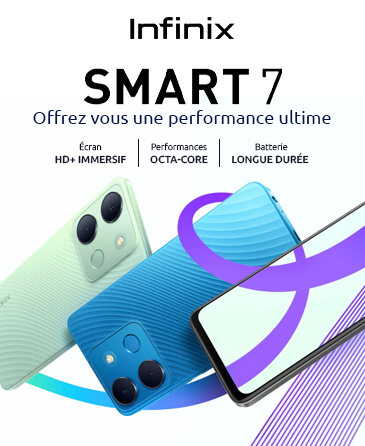 Infinix
SMART 7
Offrez vous une performance ultime
Écran
HD+ IMMERSIF
Performances
OCTA-CORE
Batterie
LONGUE DURÉE